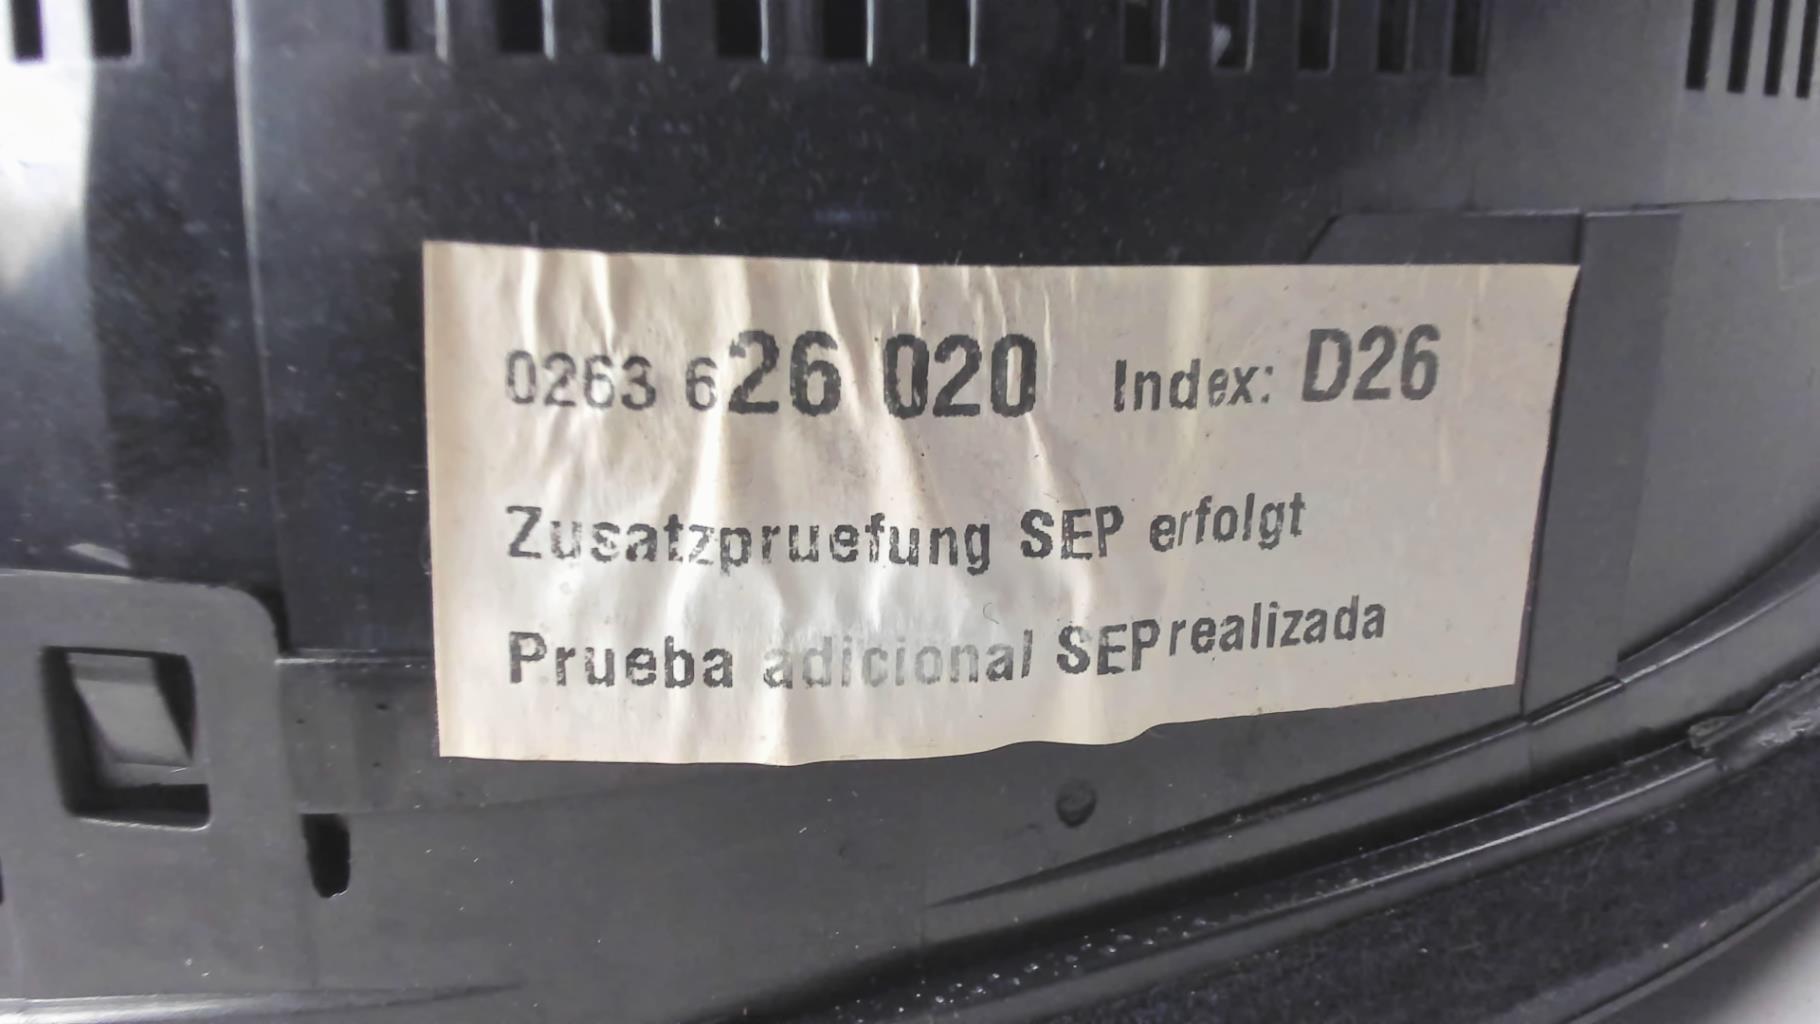 0263 626 020 Index: D26
Zusatzpruefung SEP erfolgt
Prueba adicional SEP realizada